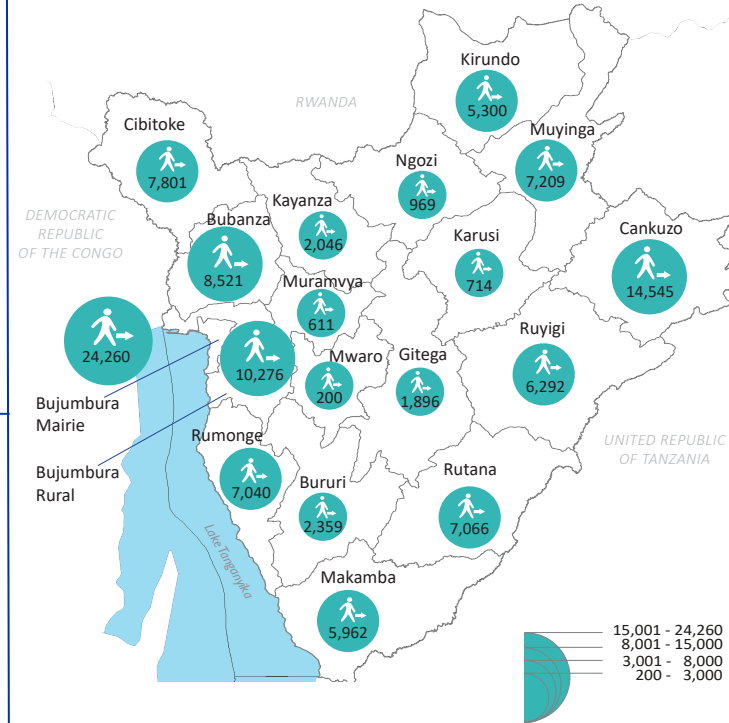 Kirundo
5,300
RWANDA
Cibitoke
7,801
Muyinga
7,209
Ngozi
969
Kayanza
2,046
DEMOCRATIC
REPUBLIC
OF THE CONGO
Bubanza
8,521
Karusi
714
Cankuzo
14,545
Muramvya
611
24,260
Bujumbura
Mairie
10,276
Mwaro
200
Gitega
1,896
Ruyigi
6,292
Bujumbura
Rural
Rumonge
7,040
UNITED REPUBLIC
OF TANZANIA
Bururi
2,359
Rutana
7,066
Lake Tanganyika
Makamba
5,962
15,001 - 24,260
8,001 - 15,000
3,001 - 8,000
200 - 3,000